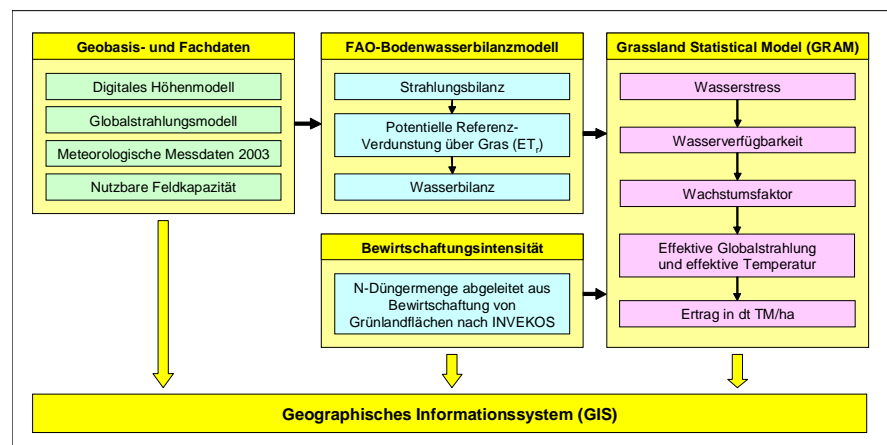 Geobasis- und Fachdaten
Digitales Höhenmodell
Globalstrahlungsmodell
Meteorologische Messdaten 2003
Nutzbare Feldkapazität
FAO-Bodenwasserbilanzmodell
Strahlungsbilanz
Potentielle Referenz-
Verdunstung über Gras (ETr)
Wasserbilanz
Bewirtschaftungsintensität
N-Düngermenge abgeleitet aus
Bewirtschaftung von
Grünlandflächen nach INVEKOS
Grassland Statistical Model (GRAM)
Wasserstress
Wasserverfügbarkeit
Wachstumsfaktor
Effektive Globalstrahlung
und effektive Temperatur
Ertrag in dt TM/ha
Geographisches Informationssystem (GIS)